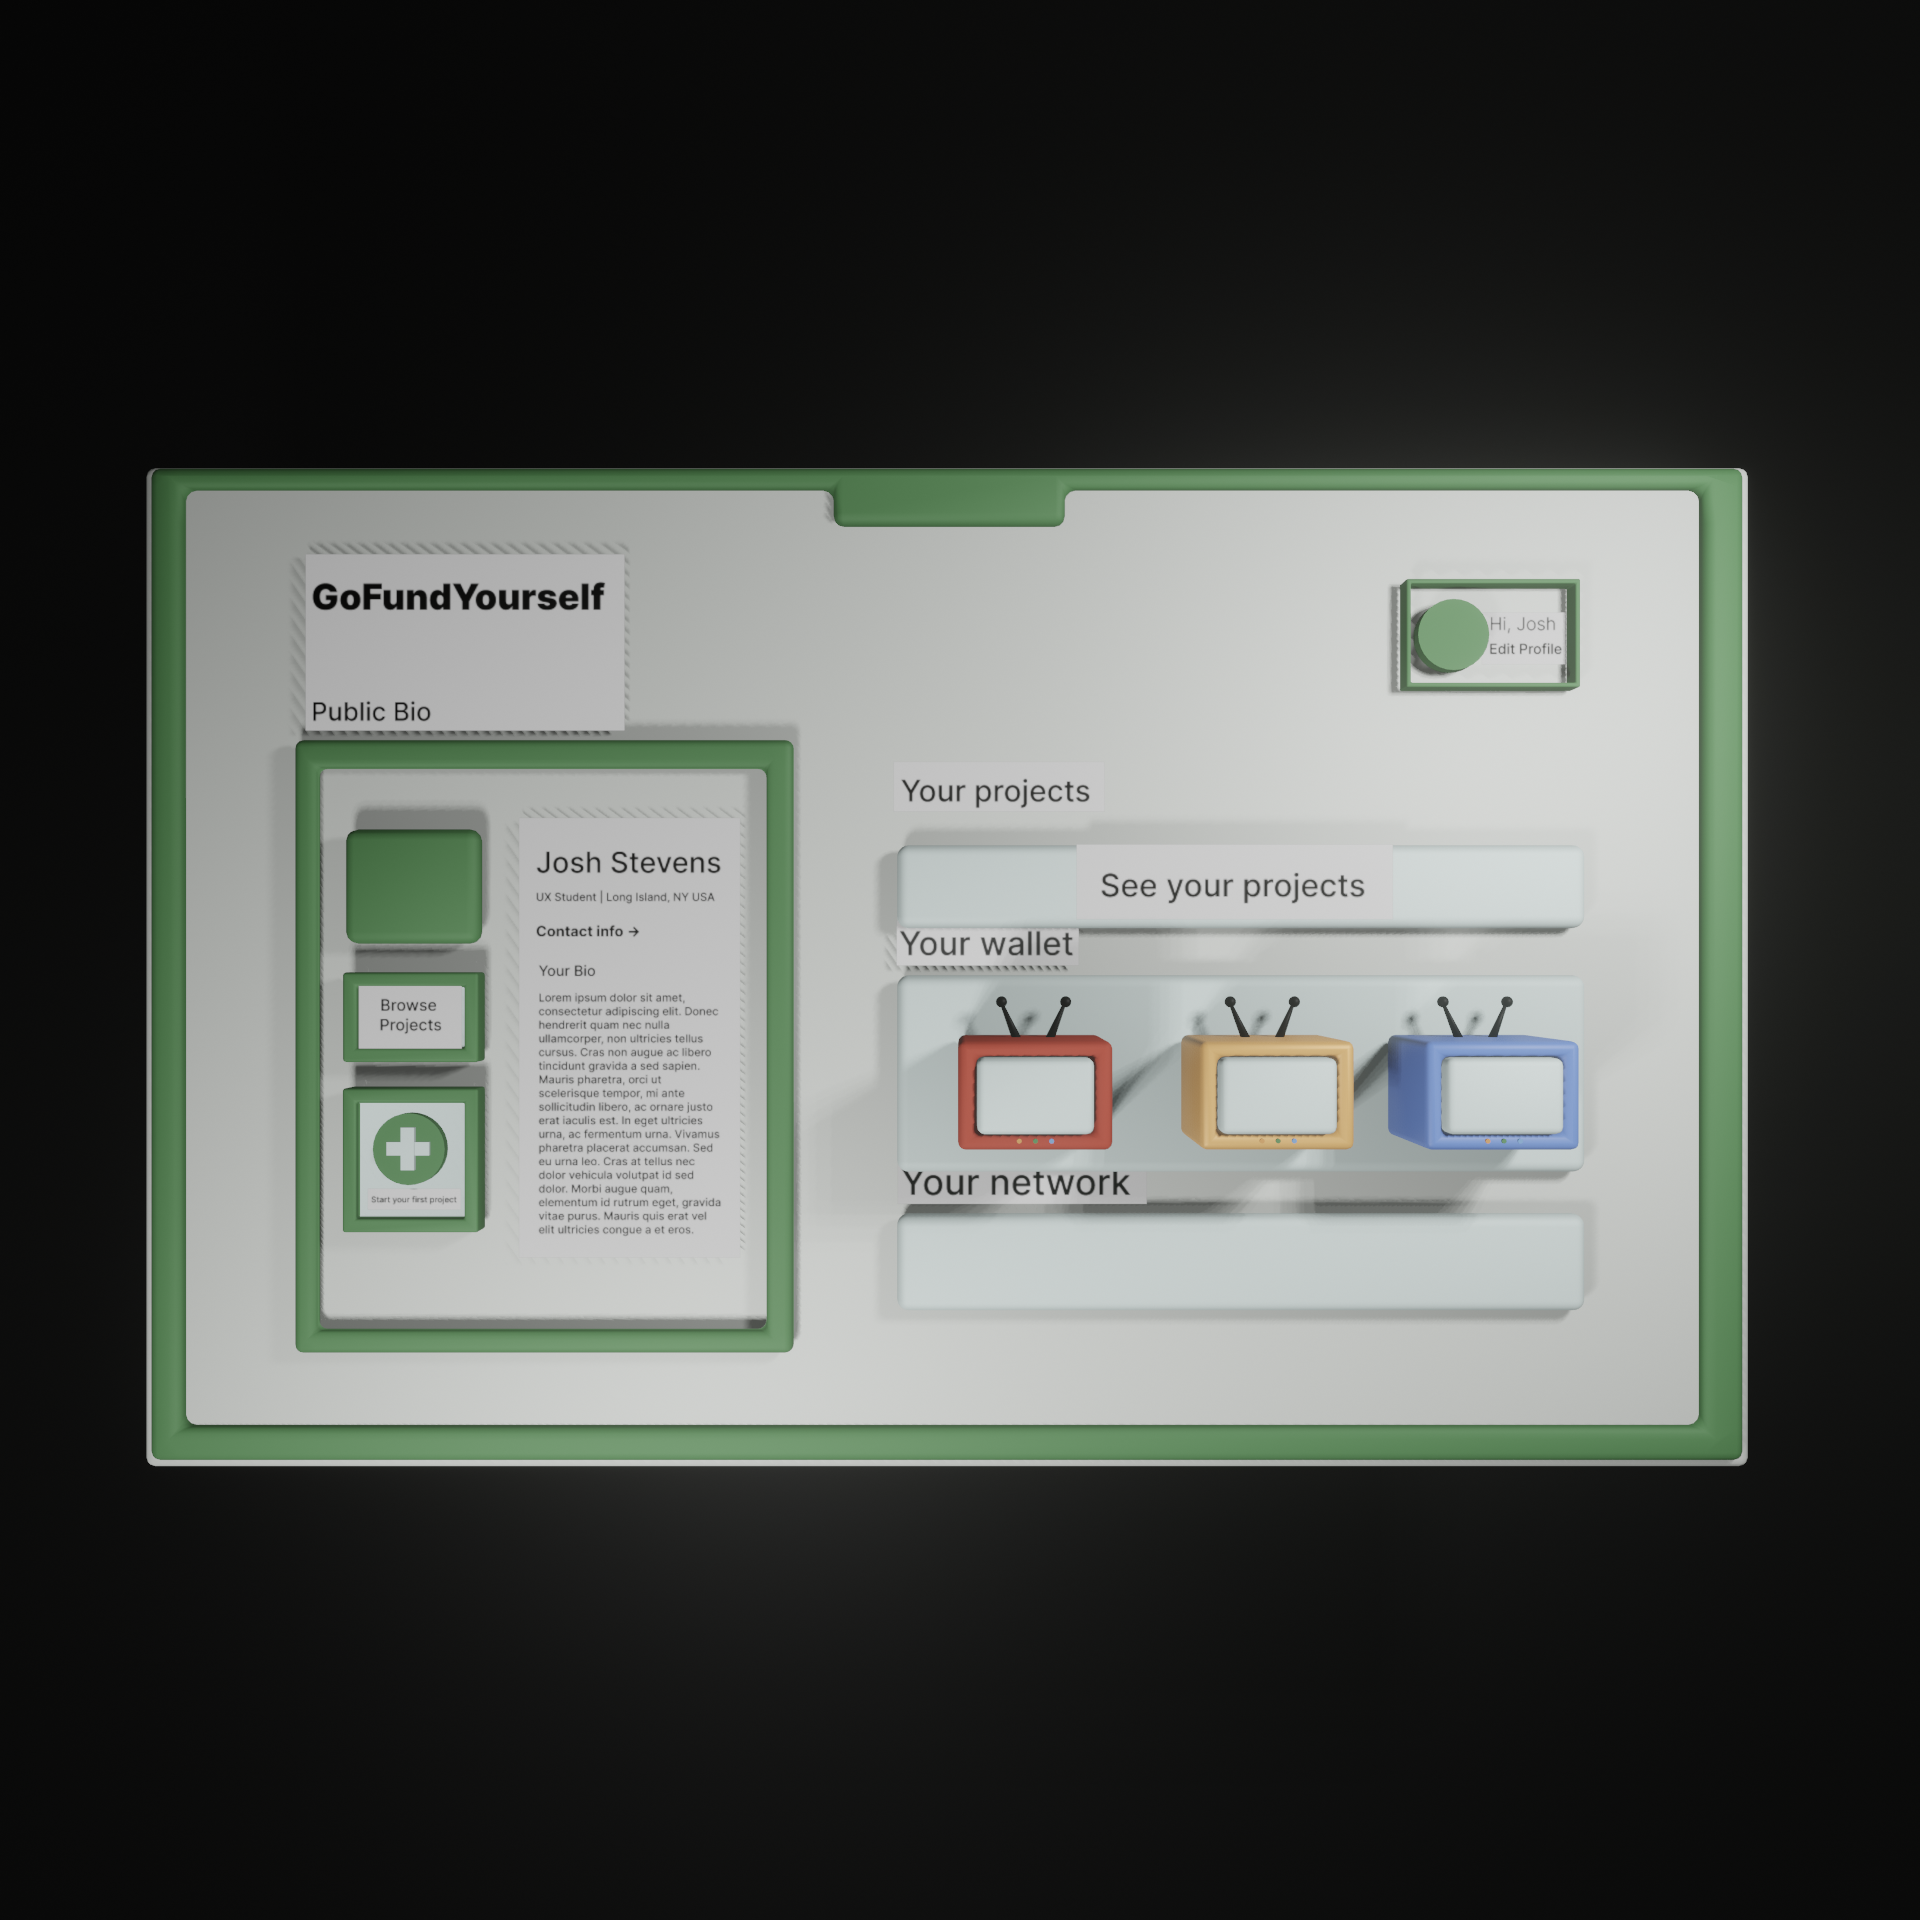 GoFundYourself
Public Bio
Hi, Josh
Edit Profile
Josh Stevens
UX Student | Long Island, NY USA
Contact info →
Your Bio
Lorem ipsum dolor sit amet,
consectetur adipiscing elit. Donec
hendrerit quam nec nulla
ullamcorper, non ultricies tellus
cursus. Cras non augue ac libero
tincidunt gravida a sed sapien.
Mauris pharetra, orci ut
scelerisque tempor, mi ante
sollicitudin libero, ac ornare justo
erat iaculis est. In eget ultricies
urna, ac fermentum urna. Vivamus
pharetra placerat accumsan. Sed
eu urna leo. Cras at tellus nec
dolor vehicula volutpat id sed
dolor. Morbi augue quam,
elementum id rutrum eget, gravida
vitae purus. Mauris quis erat vel
elit ultricies congue a et eros.
Browse
Projects
Start your first project
Your projects
See your projects
Your wallet
Your network